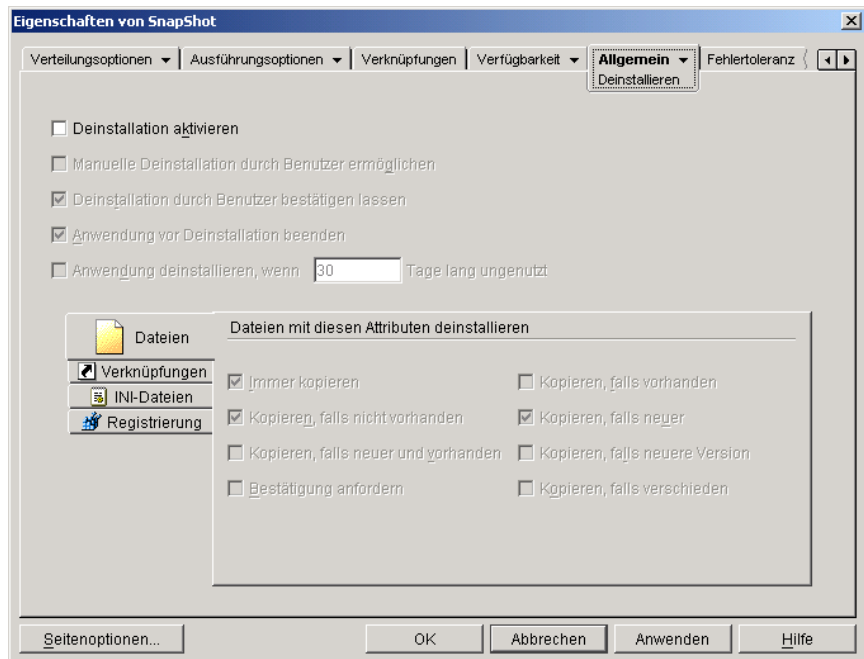 Eigenschaften von SnapShot
Verteilungsoptionen
Ausführungsoptionen
Verknüpfungen
Verfügbarkeit
Allgemein
Deinstallieren
Fehlertoleranz
Deinstallation aktivieren
Manuelle Deinstallation durch Benutzer ermöglichen
Deinstallation durch Benutzer bestätigen lassen
Anwendung vor Deinstallation beenden
Anwendung deinstallieren, wenn 30 Tage lang ungenutzt
Dateien
Verknüpfungen
INI-Dateien
Registrierung
Dateien mit diesen Attributen deinstallieren
Immer kopieren
Kopieren, falls vorhanden
Kopieren, falls nicht vorhanden
Kopieren, falls neuer
Kopieren, falls neuer und vorhanden
Kopieren, falls neuere Version
Bestätigung anfordern
Kopieren, falls verschieden
Seitenoptionen...
OK
Abbrechen
Anwenden
Hilfe